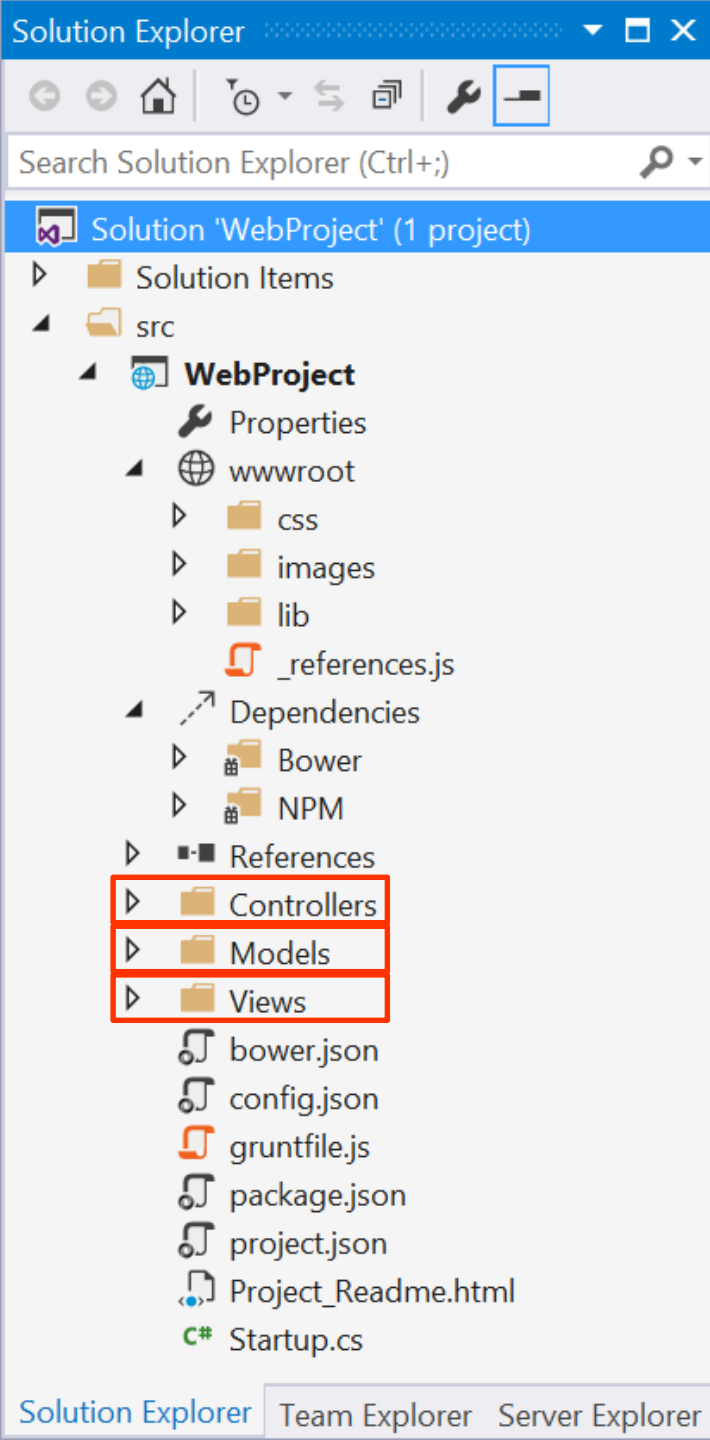 Solution Explorer
Search Solution Explorer (Ctrl+;)
Solution 'WebProject' (1 project)
Solution Items
src
WebProject
Properties
wwwroot
css
images
lib
_references.js
Dependencies
Bower
NPM
References
Controllers
Models
Views
bower.json
config.json
gruntfile.js
package.json
project.json
Project_Readme.html
C# Startup.cs
Solution Explorer Team Explorer Server Explorer